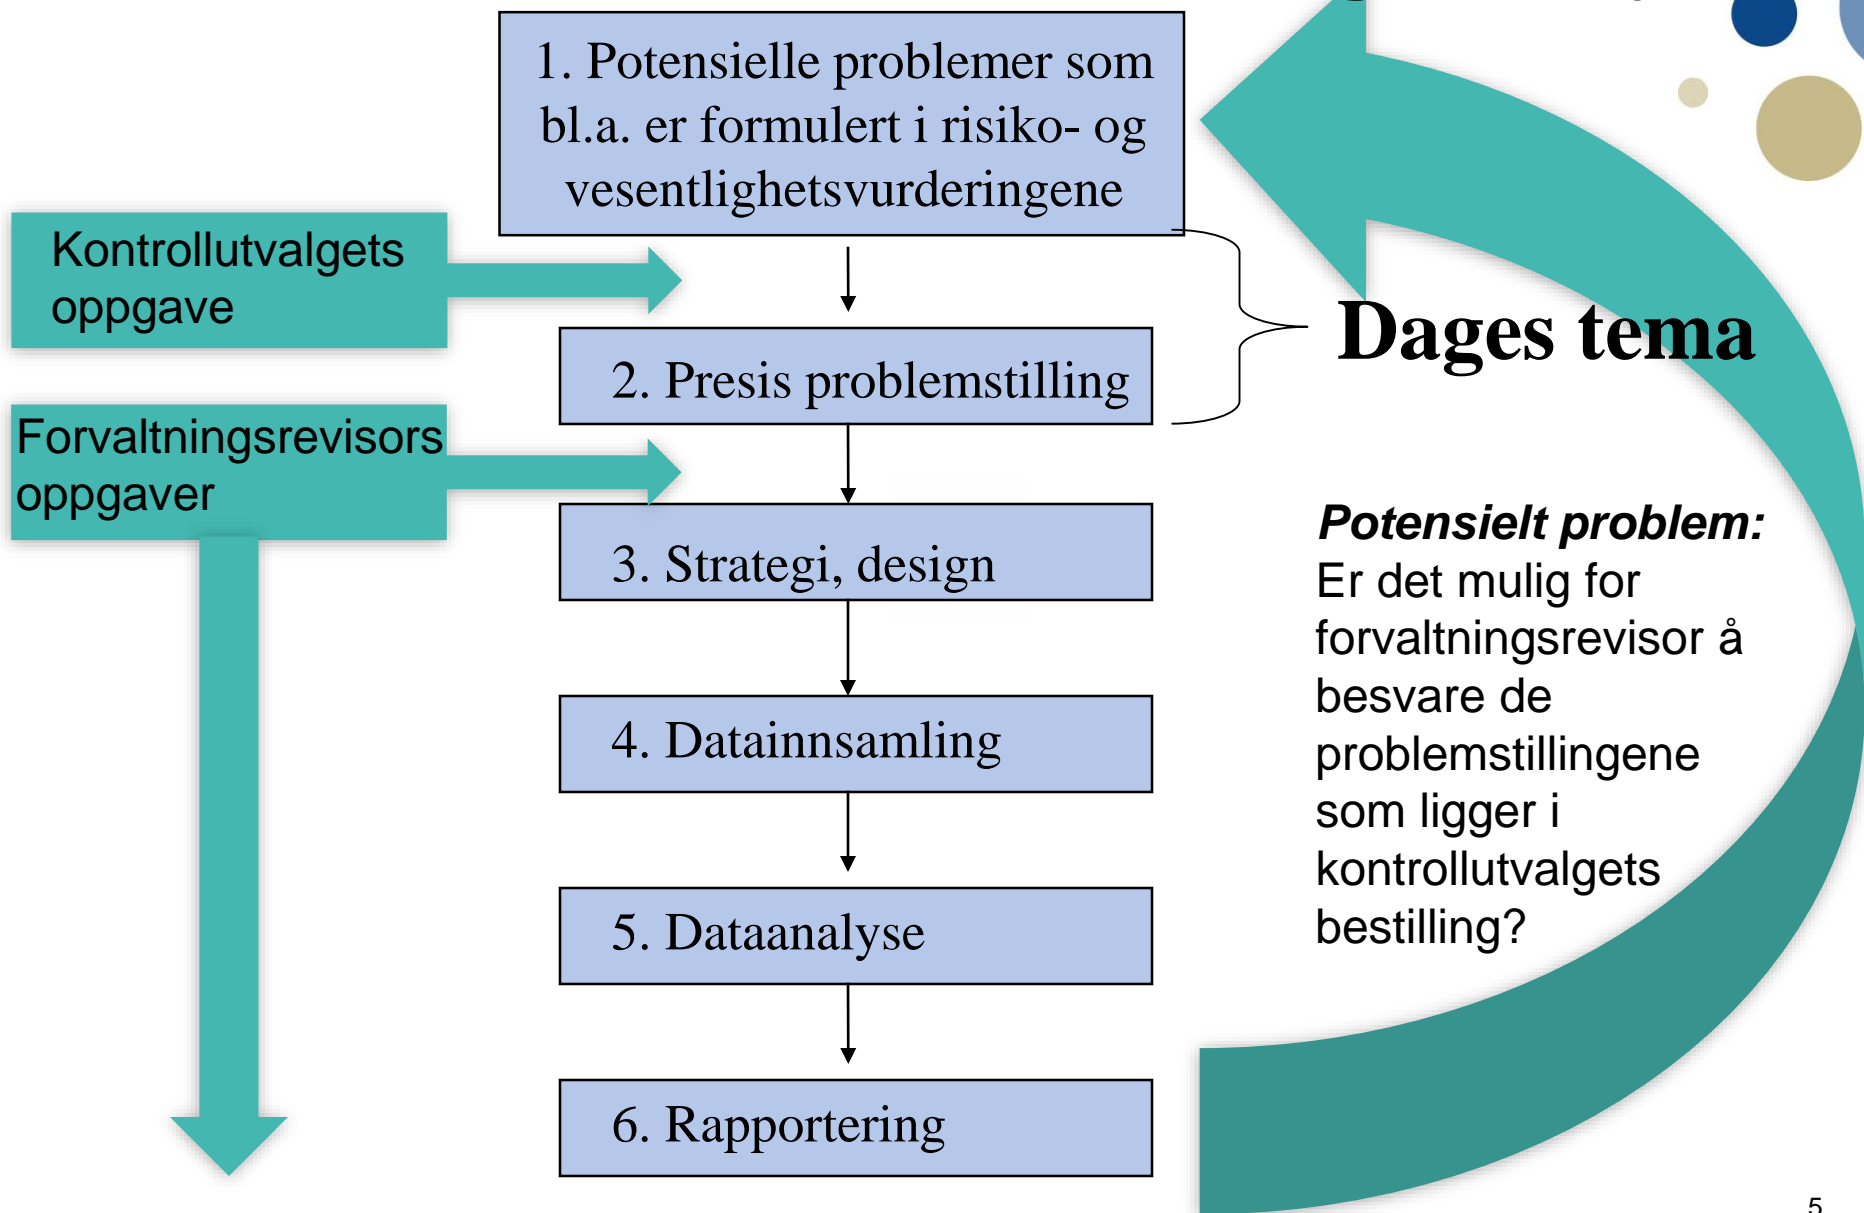 1. Potensielle problemer som
bl.a. er formulert i risiko- og
vesentlighetsvurderingene
Kontrollutvalgets
oppgave
Dages tema
2. Presis problemstilling
Forvaltningsrevisors
oppgaver
3. Strategi, design
Potensielt problem:
Er det mulig for
forvaltningsrevisor å
besvare de
problemstillingene
som ligger i
kontrollutvalgets
bestilling?
4. Datainnsamling
5. Dataanalyse
6. Rapportering
5